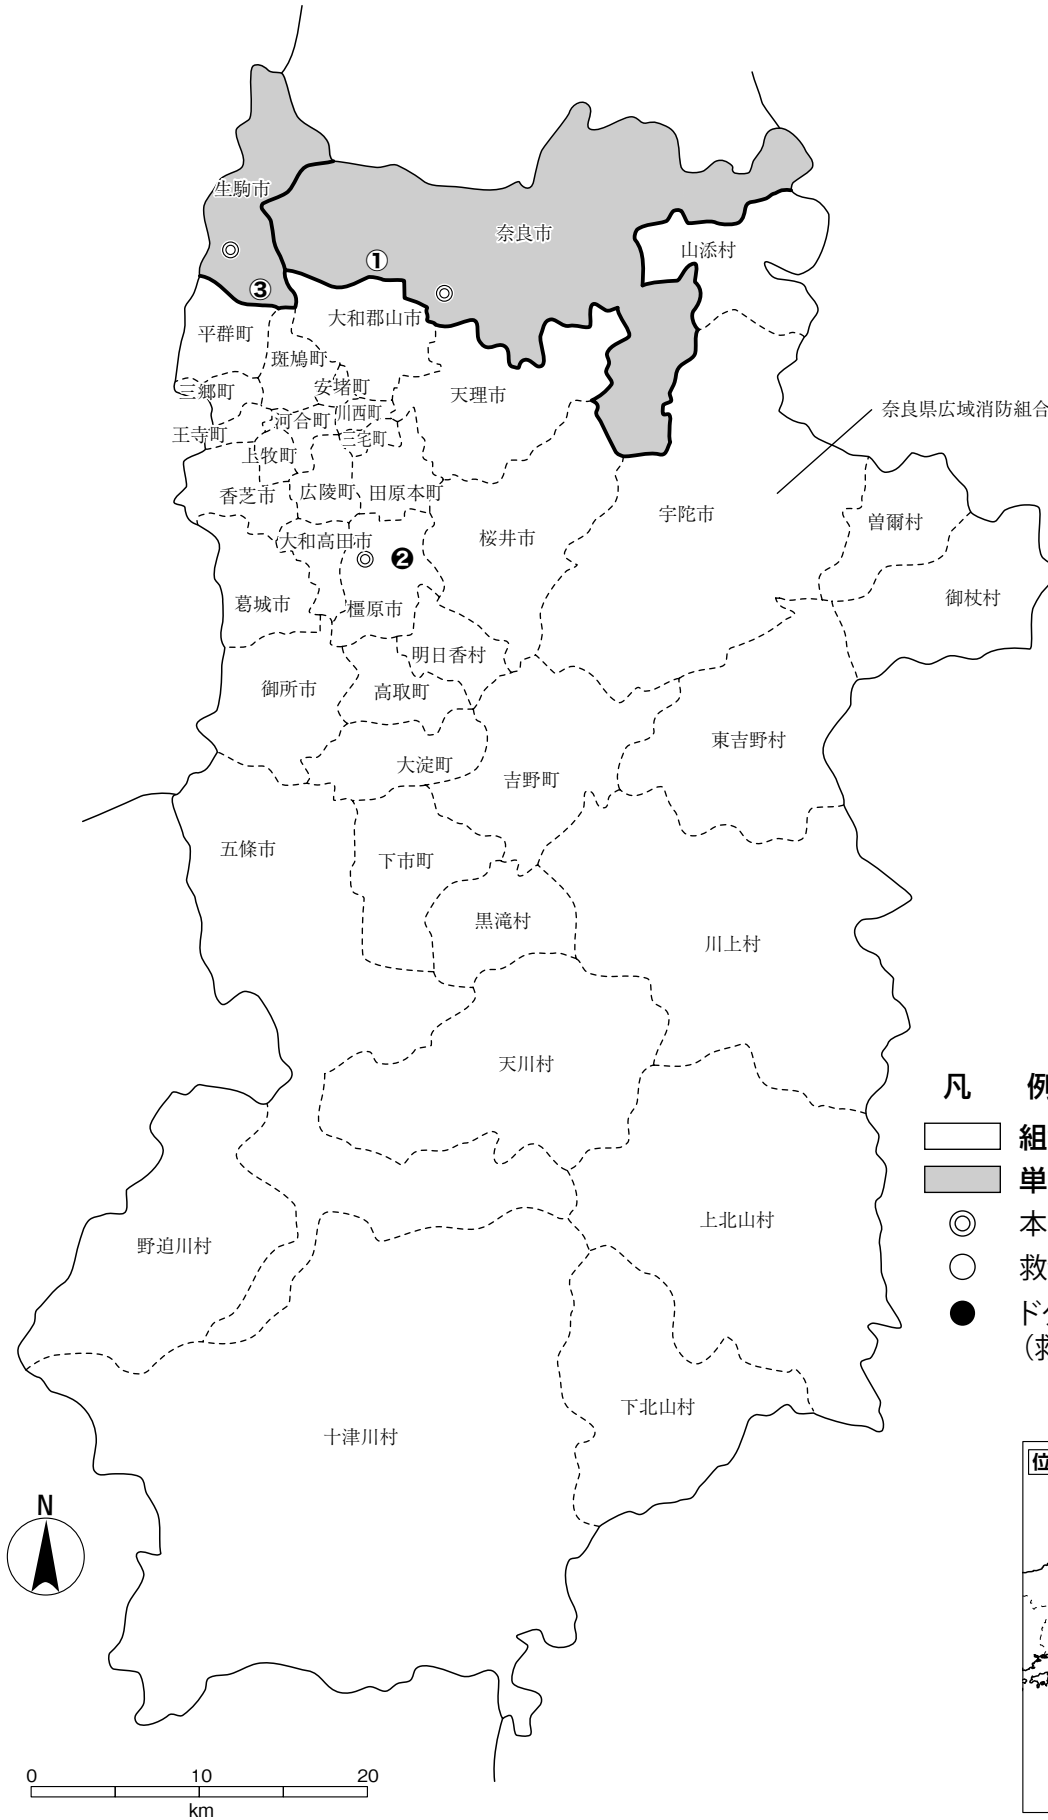 生駒市
奈良市
山添村
①
③
平群町
大和郡山市
斑鳩町
三郷町
安堵町
天理市
奈良県広域消防組合
河合町
川西町
王寺町
三宅町
上牧町
香芝市
広陵町
田原本町
宇陀市
曽爾村
大和高田市
桜井市
❷
葛城市
橿原市
御杖村
明日香村
御所市
高取町
東吉野村
大淀町
吉野町
五條市
下市町
黒滝村
川上村
天川村
凡 例
組
単
上北山村
本
野迫川村
救
ド
(救
下北山村
十津川村
位
N
0 10 20
km